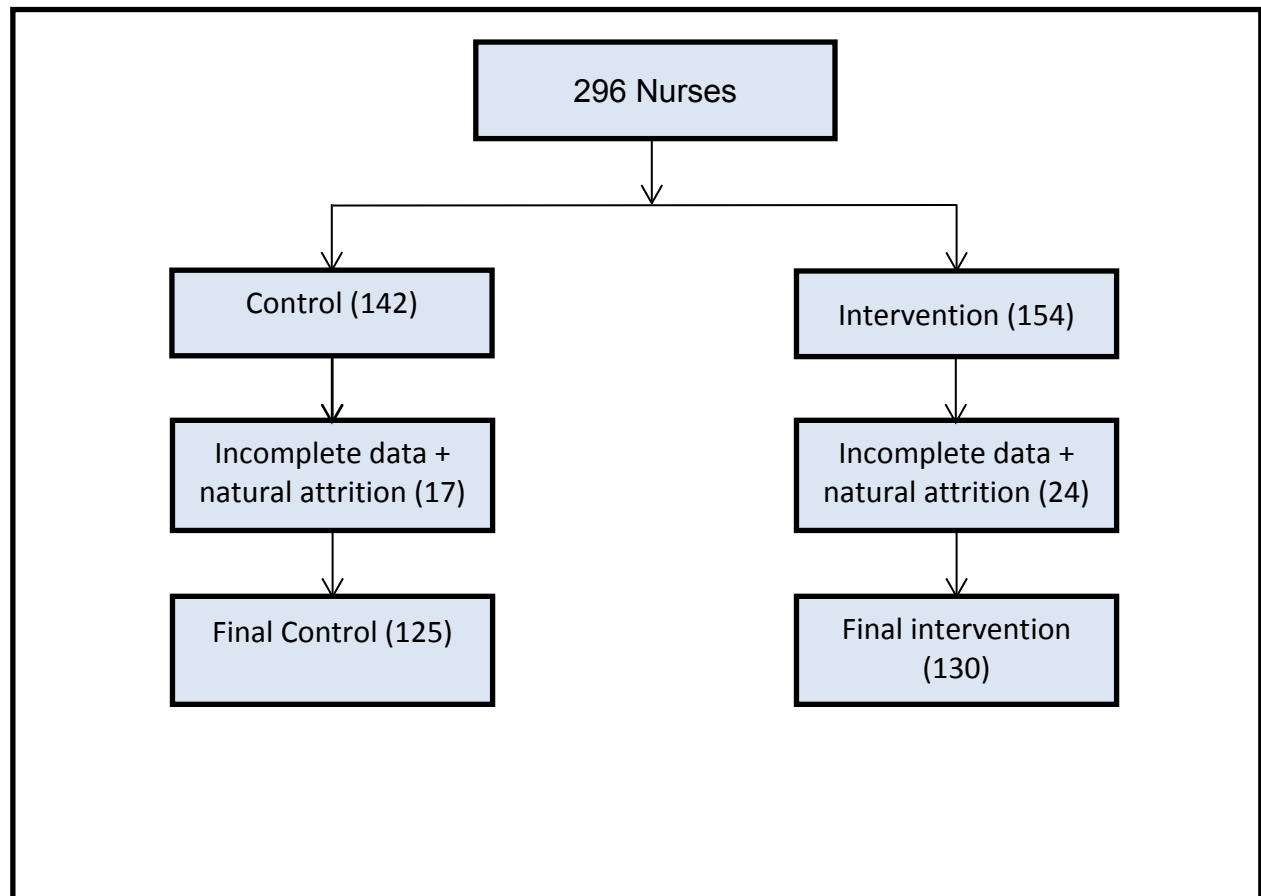 296 Nurses
Control (142)
Intervention (154)
Incomplete data +
natural attrition (17)
Incomplete data +
natural attrition (24)
Final Control (125)
Final intervention
(130)